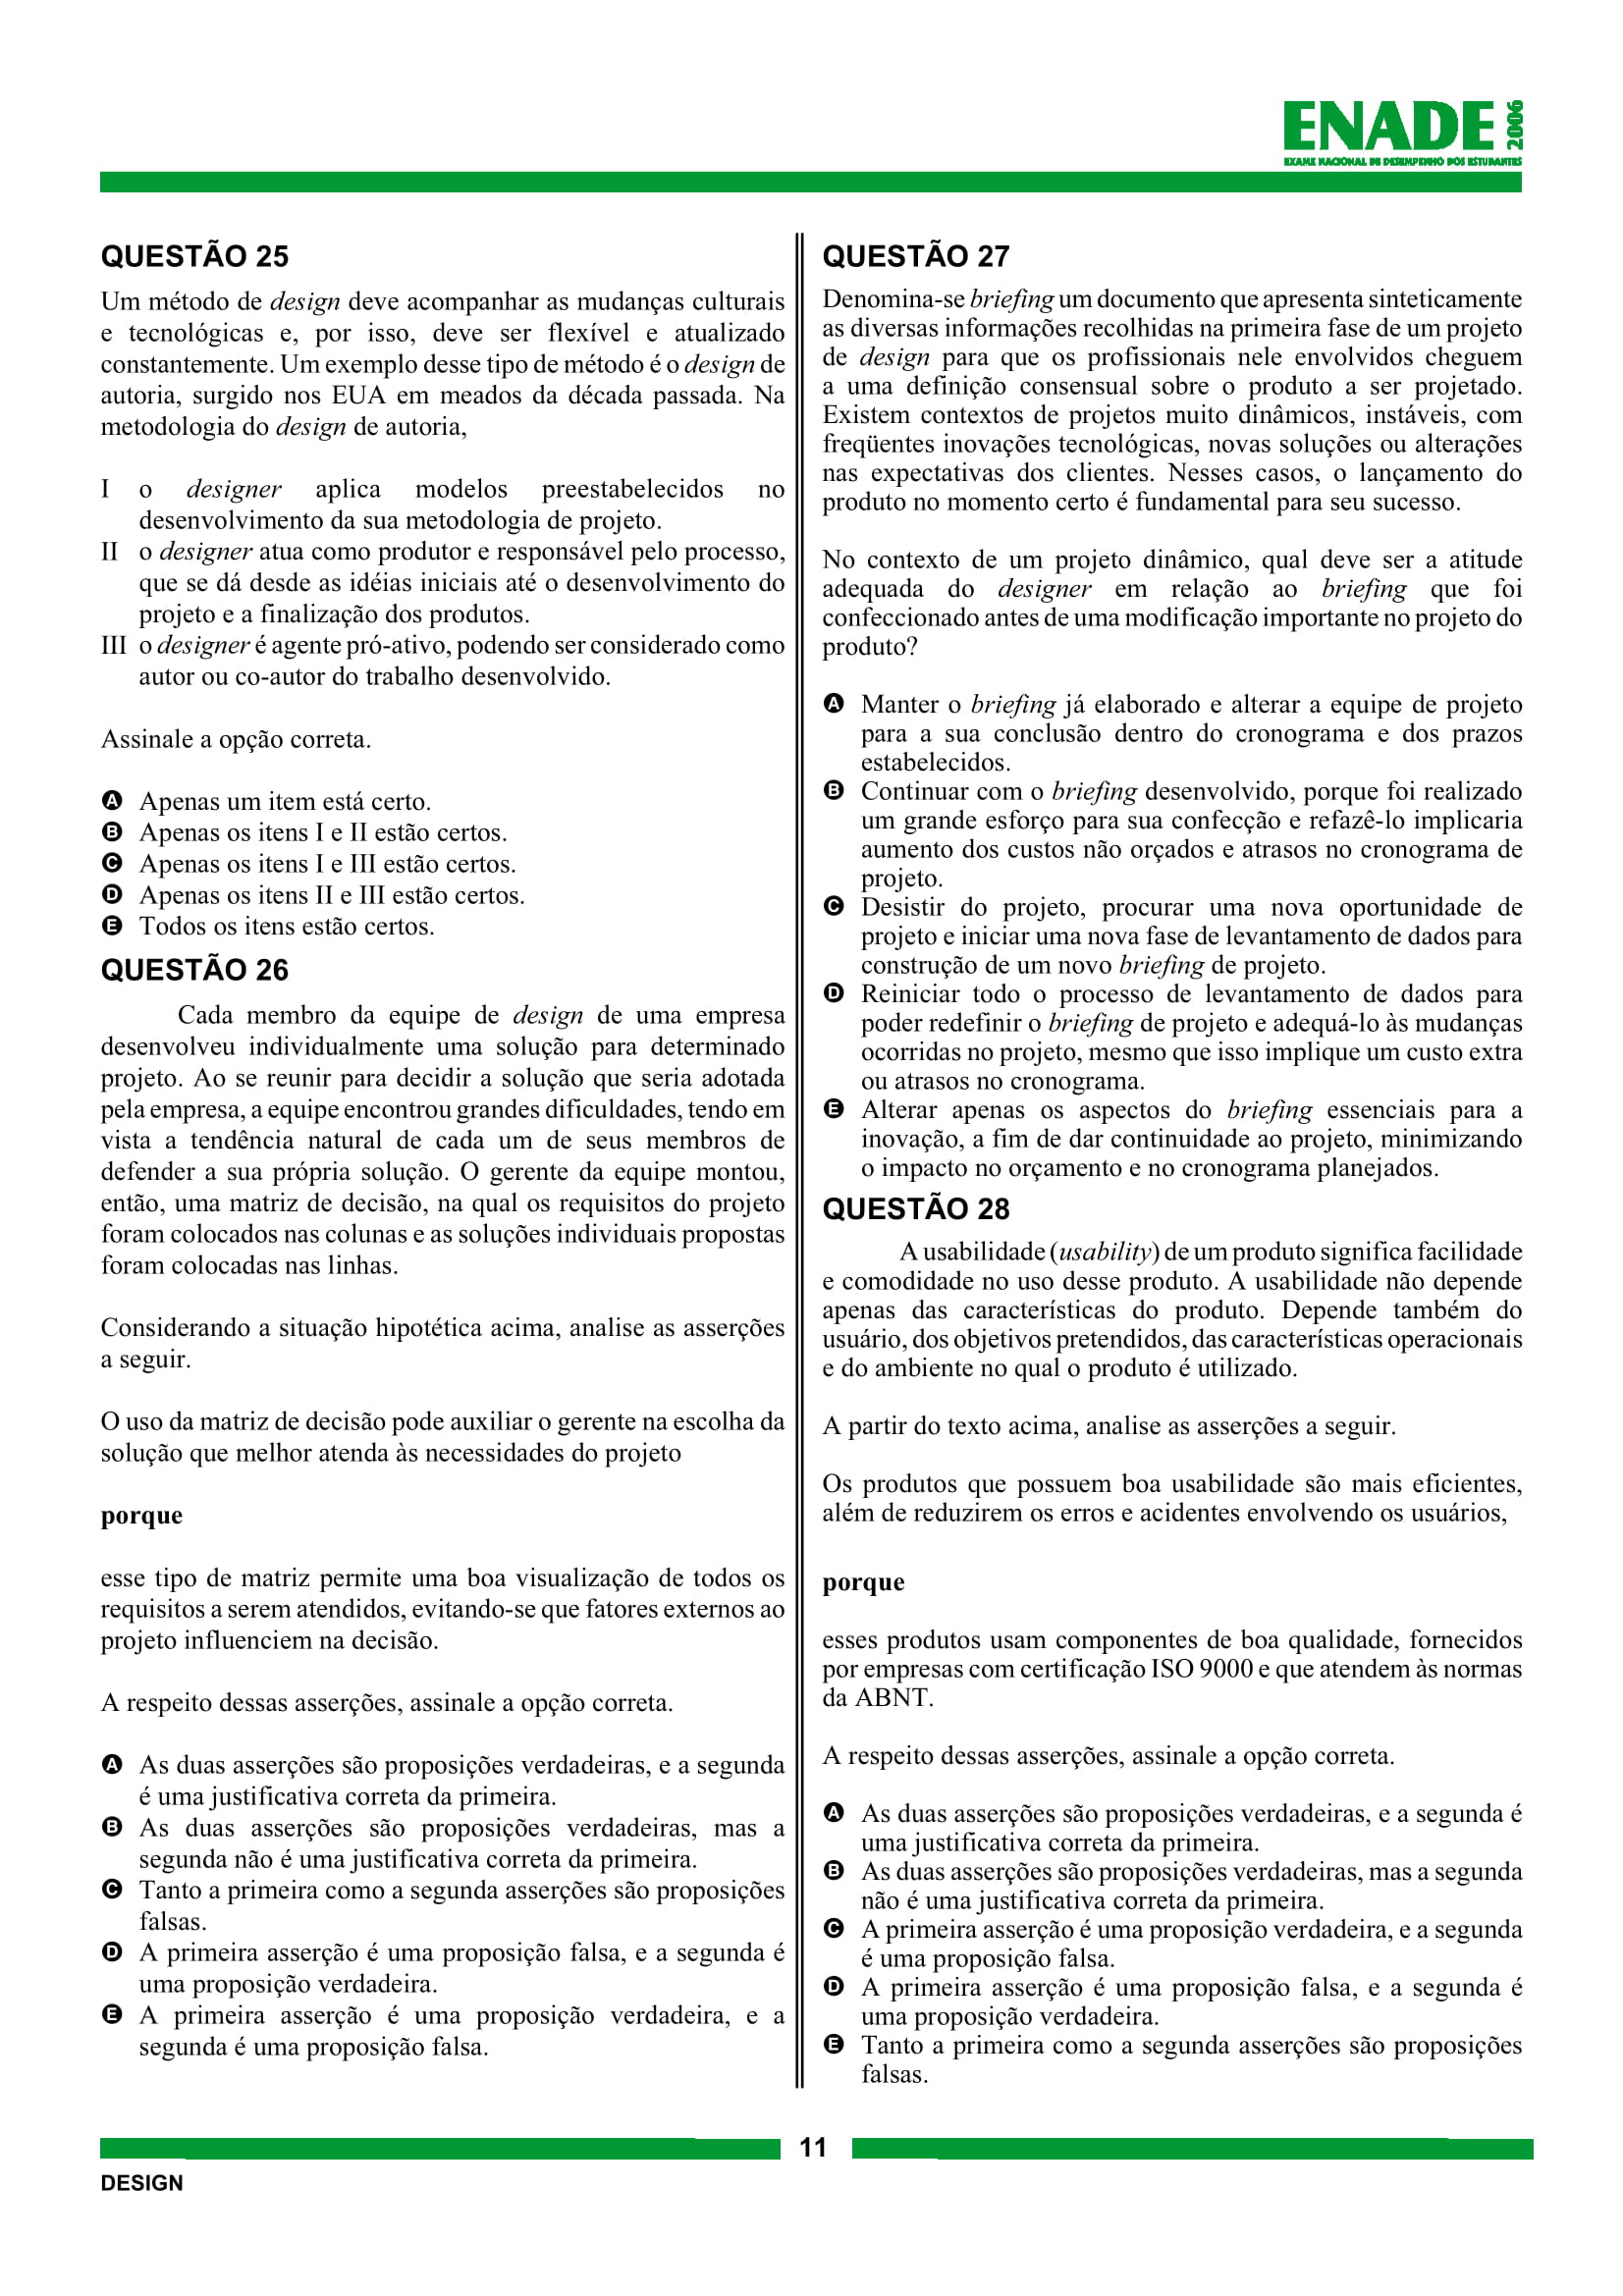 ENADE 2006
EXAME NACIONAL DE DESEMPENHO DOS ESTUDANTES
QUESTÃO 25
Um método de design deve acompanhar as mudanças culturais
e tecnológicas e, por isso, deve ser flexível e atualizado
constantemente. Um exemplo desse tipo de método é o design de
autoria, surgido nos EUA em meados da década passada. Na
metodologia do design de autoria,
I o designer aplica modelos preestabelecidos no
desenvolvimento da sua metodologia de projeto.
II o designer atua como produtor e responsável pelo processo,
que se dá desde as idéias iniciais até o desenvolvimento do
projeto e a finalização dos produtos.
III o designer é agente pró-ativo, podendo ser considerado como
autor ou co-autor do trabalho desenvolvido.
Assinale a opção correta.
A Apenas um item está certo.
B Apenas os itens I e II estão certos.
C Apenas os itens I e III estão certos.
D Apenas os itens II e III estão certos.
E Todos os itens estão certos.
QUESTÃO 26
Cada membro da equipe de design de uma empresa
desenvolveu individualmente uma solução para determinado
projeto. Ao se reunir para decidir a solução que seria adotada
pela empresa, a equipe encontrou grandes dificuldades, tendo em
vista a tendência natural de cada um de seus membros de
defender a sua própria solução. O gerente da equipe montou,
então, uma matriz de decisão, na qual os requisitos do projeto
foram colocados nas colunas e as soluções individuais propostas
foram colocadas nas linhas.
Considerando a situação hipotética acima, analise as asserções
a seguir.
O uso da matriz de decisão pode auxiliar o gerente na escolha da
solução que melhor atenda às necessidades do projeto
porque
esse tipo de matriz permite uma boa visualização de todos os
requisitos a serem atendidos, evitando-se que fatores externos ao
projeto influenciem na decisão.
A respeito dessas asserções, assinale a opção correta.
A As duas asserções são proposições verdadeiras, e a segunda
é uma justificativa correta da primeira.
B As duas asserções são proposições verdadeiras, mas a
segunda não é uma justificativa correta da primeira.
C Tanto a primeira como a segunda asserções são proposições
falsas.
D A primeira asserção é uma proposição falsa, e a segunda é
uma proposição verdadeira.
E A primeira asserção é uma proposição verdadeira, e a
segunda é uma proposição falsa.
QUESTÃO 27
Denomina-se briefing um documento que apresenta sinteticamente
as diversas informações recolhidas na primeira fase de um projeto
de design para que os profissionais nele envolvidos cheguem
a uma definição consensual sobre o produto a ser projetado.
Existem contextos de projetos muito dinâmicos, instáveis, com
freqüentes inovações tecnológicas, novas soluções ou alterações
nas expectativas dos clientes. Nesses casos, o lançamento do
produto no momento certo é fundamental para seu sucesso.
No contexto de um projeto dinâmico, qual deve ser a atitude
adequada do designer em relação ao briefing que foi
confeccionado antes de uma modificação importante no projeto do
produto?
A Manter o briefing já elaborado e alterar a equipe de projeto
para a sua conclusão dentro do cronograma e dos prazos
estabelecidos.
B Continuar com o briefing desenvolvido, porque foi realizado
um grande esforço para sua confecção e refazê-lo implicaria
aumento dos custos não orçados e atrasos no cronograma de
projeto.
C Desistir do projeto, procurar uma nova oportunidade de
projeto e iniciar uma nova fase de levantamento de dados para
construção de um novo briefing de projeto.
D Reiniciar todo o processo de levantamento de dados para
poder redefinir o briefing de projeto e adequá-lo às mudanças
ocorridas no projeto, mesmo que isso implique um custo extra
ou atrasos no cronograma.
E Alterar apenas os aspectos do briefing essenciais para a
inovação, a fim de dar continuidade ao projeto, minimizando
o impacto no orçamento e no cronograma planejados.
QUESTÃO 28
A usabilidade (usability) de um produto significa facilidade
e comodidade no uso desse produto. A usabilidade não depende
apenas das características do produto. Depende também do
usuário, dos objetivos pretendidos, das características operacionais
e do ambiente no qual o produto é utilizado.
A partir do texto acima, analise as asserções a seguir.
Os produtos que possuem boa usabilidade são mais eficientes,
além de reduzirem os erros e acidentes envolvendo os usuários,
porque
esses produtos usam componentes de boa qualidade, fornecidos
por empresas com certificação ISO 9000 e que atendem às normas
da ABNT.
A respeito dessas asserções, assinale a opção correta.
A As duas asserções são proposições verdadeiras, e a segunda é
uma justificativa correta da primeira.
B As duas asserções são proposições verdadeiras, mas a segunda
não é uma justificativa correta da primeira.
C A primeira asserção é uma proposição verdadeira, e a segunda
é uma proposição falsa.
D A primeira asserção é uma proposição falsa, e a segunda é
uma proposição verdadeira.
E Tanto a primeira como a segunda asserções são proposições
falsas.
11
DESIGN